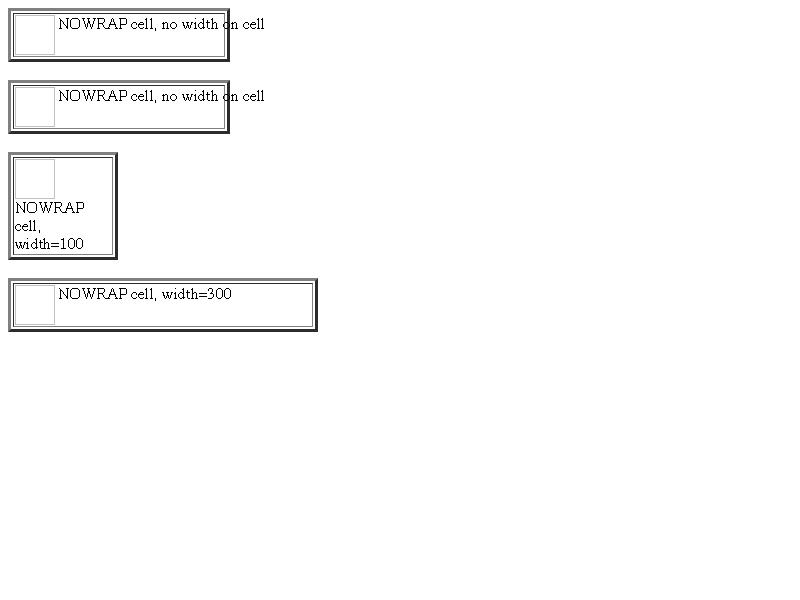 NOWRAP cell, no width on cell
NOWRAP cell, no width on cell
NOWRAP
cell,
width=100
NOWRAP cell, width=300